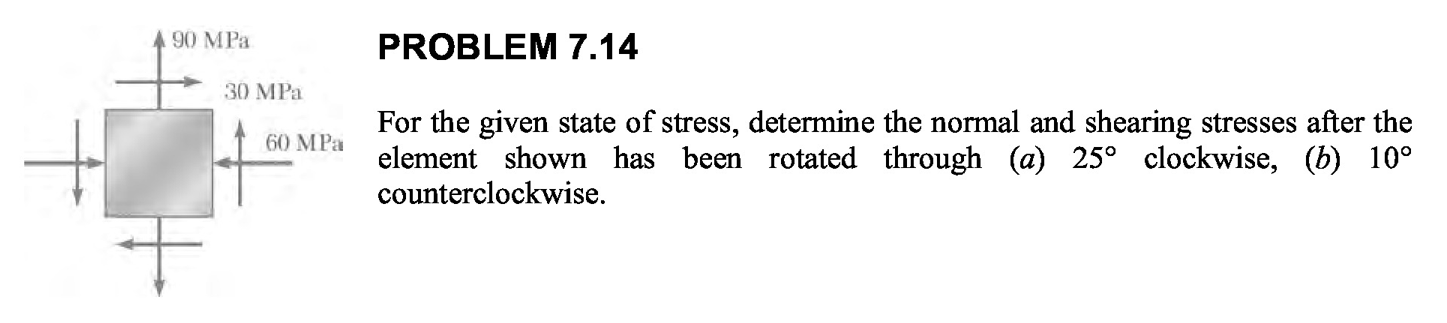 90 MPa
30 MPa
60 MPa
PROBLEM 7.14
For the given state of stress, determine the normal and shearing stresses after the
element shown has been rotated through (a) 25° clockwise, (b) 10°
counterclockwise.